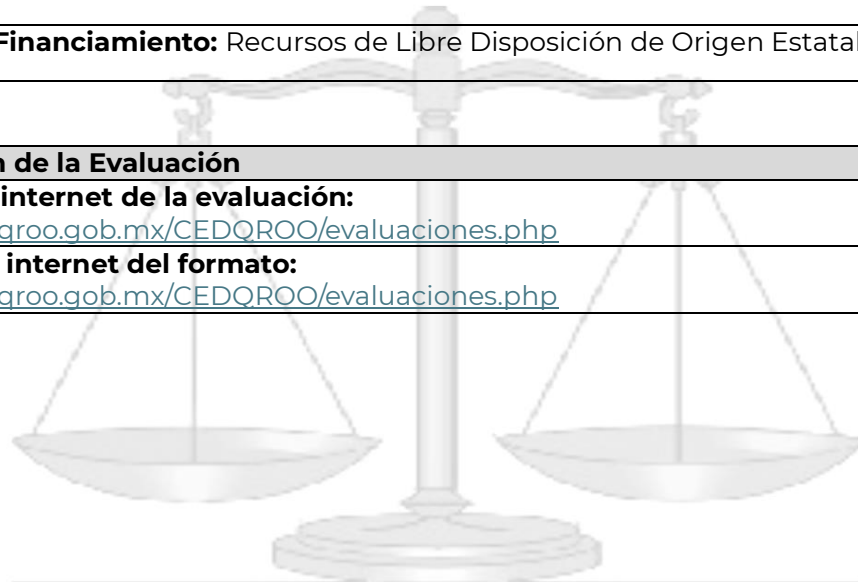 Financiamiento: Recursos de Libre Disposición de Origen Estatal
n de la Evaluación
internet de la evaluación:
qroo.gob.mx/CEDQROO/evaluaciones.php
internet del formato:
qroo.gob.mx/CEDQROO/evaluaciones.php